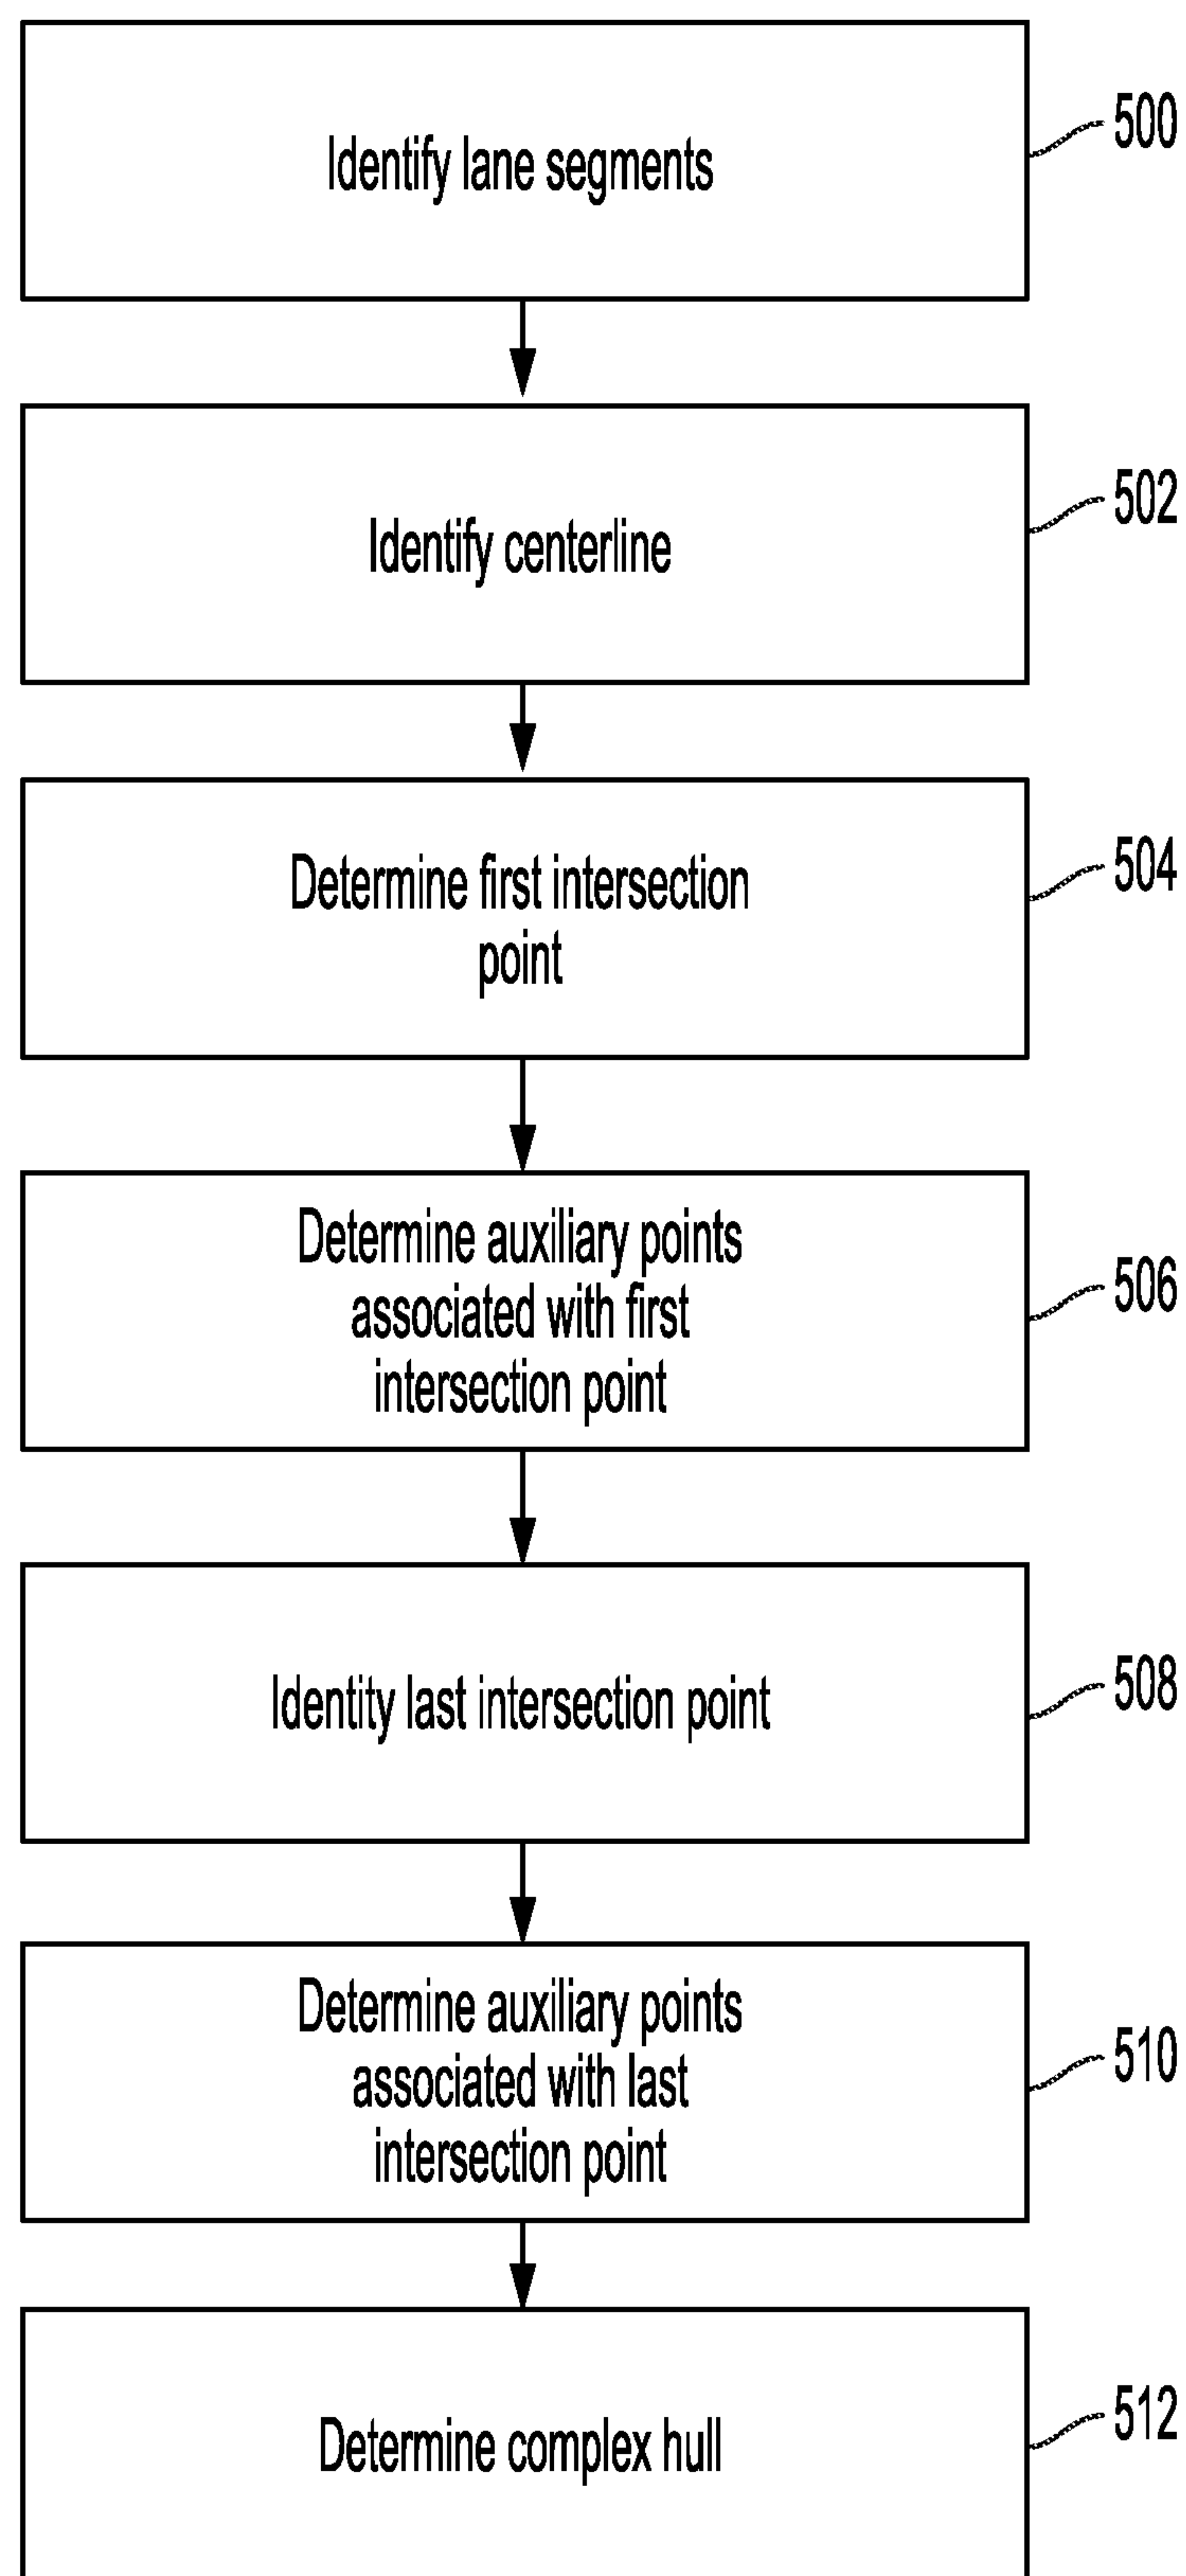 Identify lane segments
500
Identify centerline
502
Determine first intersection
point
504
Determine auxiliary points
associated with first
intersection point
506
Identity last intersection point
508
Determine auxiliary points
associated with last
intersection point
510
Determine complex hull
512